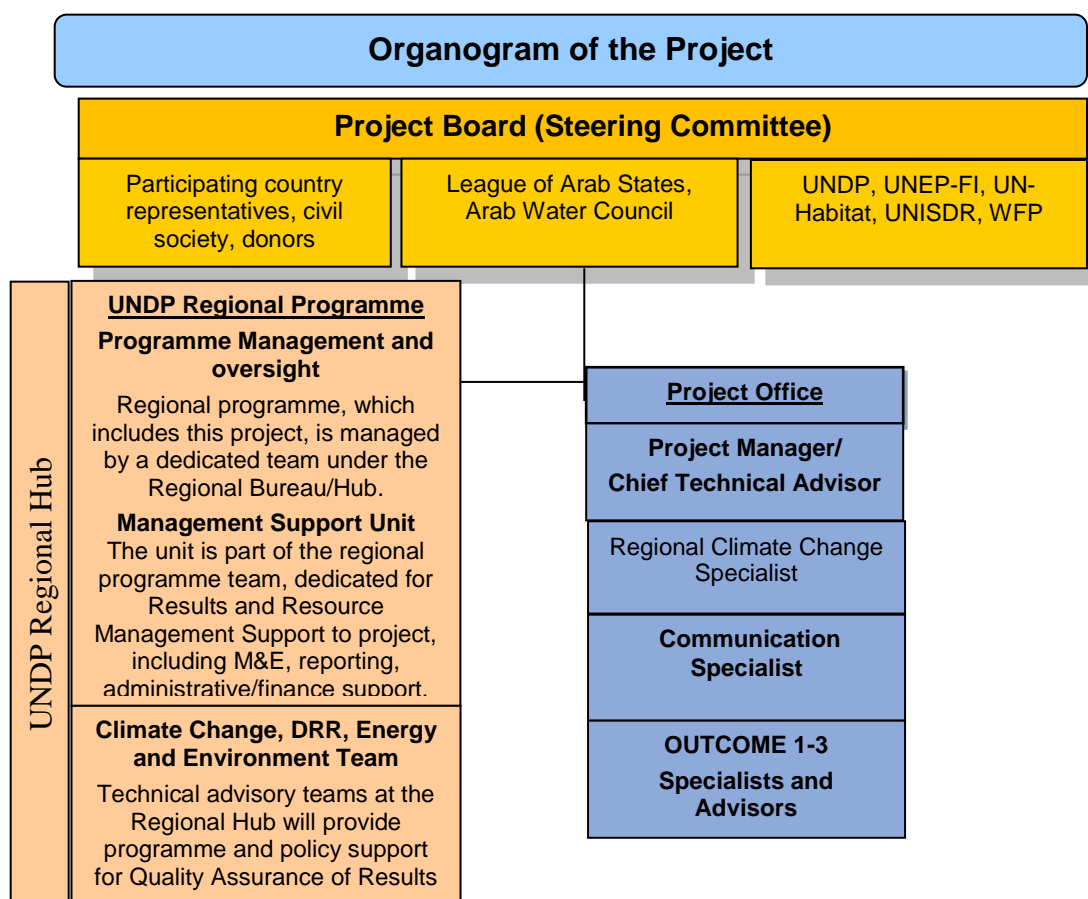 Organogram of the Project
Project Board (Steering Committee)
Participating country
representatives, civil
society, donors
League of Arab States,
Arab Water Council
UNDP, UNEP-FI, UN-
Habitat, UNISDR, WFP
UNDP Regional Hub
UNDP Regional Programme
Programme Management and
oversight
Regional programme, which
includes this project, is managed
by a dedicated team under the
Regional Bureau/Hub.
Management Support Unit
The unit is part of the regional
programme team, dedicated for
Results and Resource
Management Support to project,
including M&E, reporting,
administrative/finance support.
Climate Change, DRR, Energy
and Environment Team
Technical advisory teams at the
Regional Hub will provide
programme and policy support
for Quality Assurance of Results
Project Office
Project Manager/
Chief Technical Advisor
Regional Climate Change
Specialist
Communication
Specialist
OUTCOME 1-3
Specialists and
Advisors